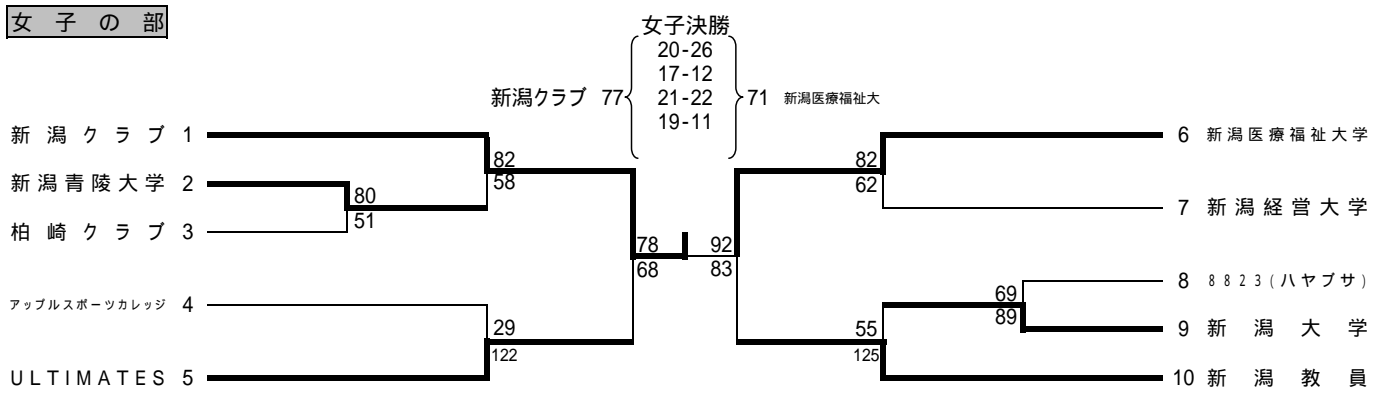 女子の部
女子決勝
20-26
17-12
新潟クラブ 77 21-22 71 新潟医療福祉大
19-11
新潟クラブ 1
6 新潟医療福祉大学
82
58
82
62
新潟青陵大学 2
80
51
7 新潟経営大学
柏崎クラブ 3
78
68
92
83
8 8823(ハヤブサ)
アップルスポーツカレッジ 4
69
89
29
122
55
125
9 新潟大学
ULTIMATES 5
10 新潟教員